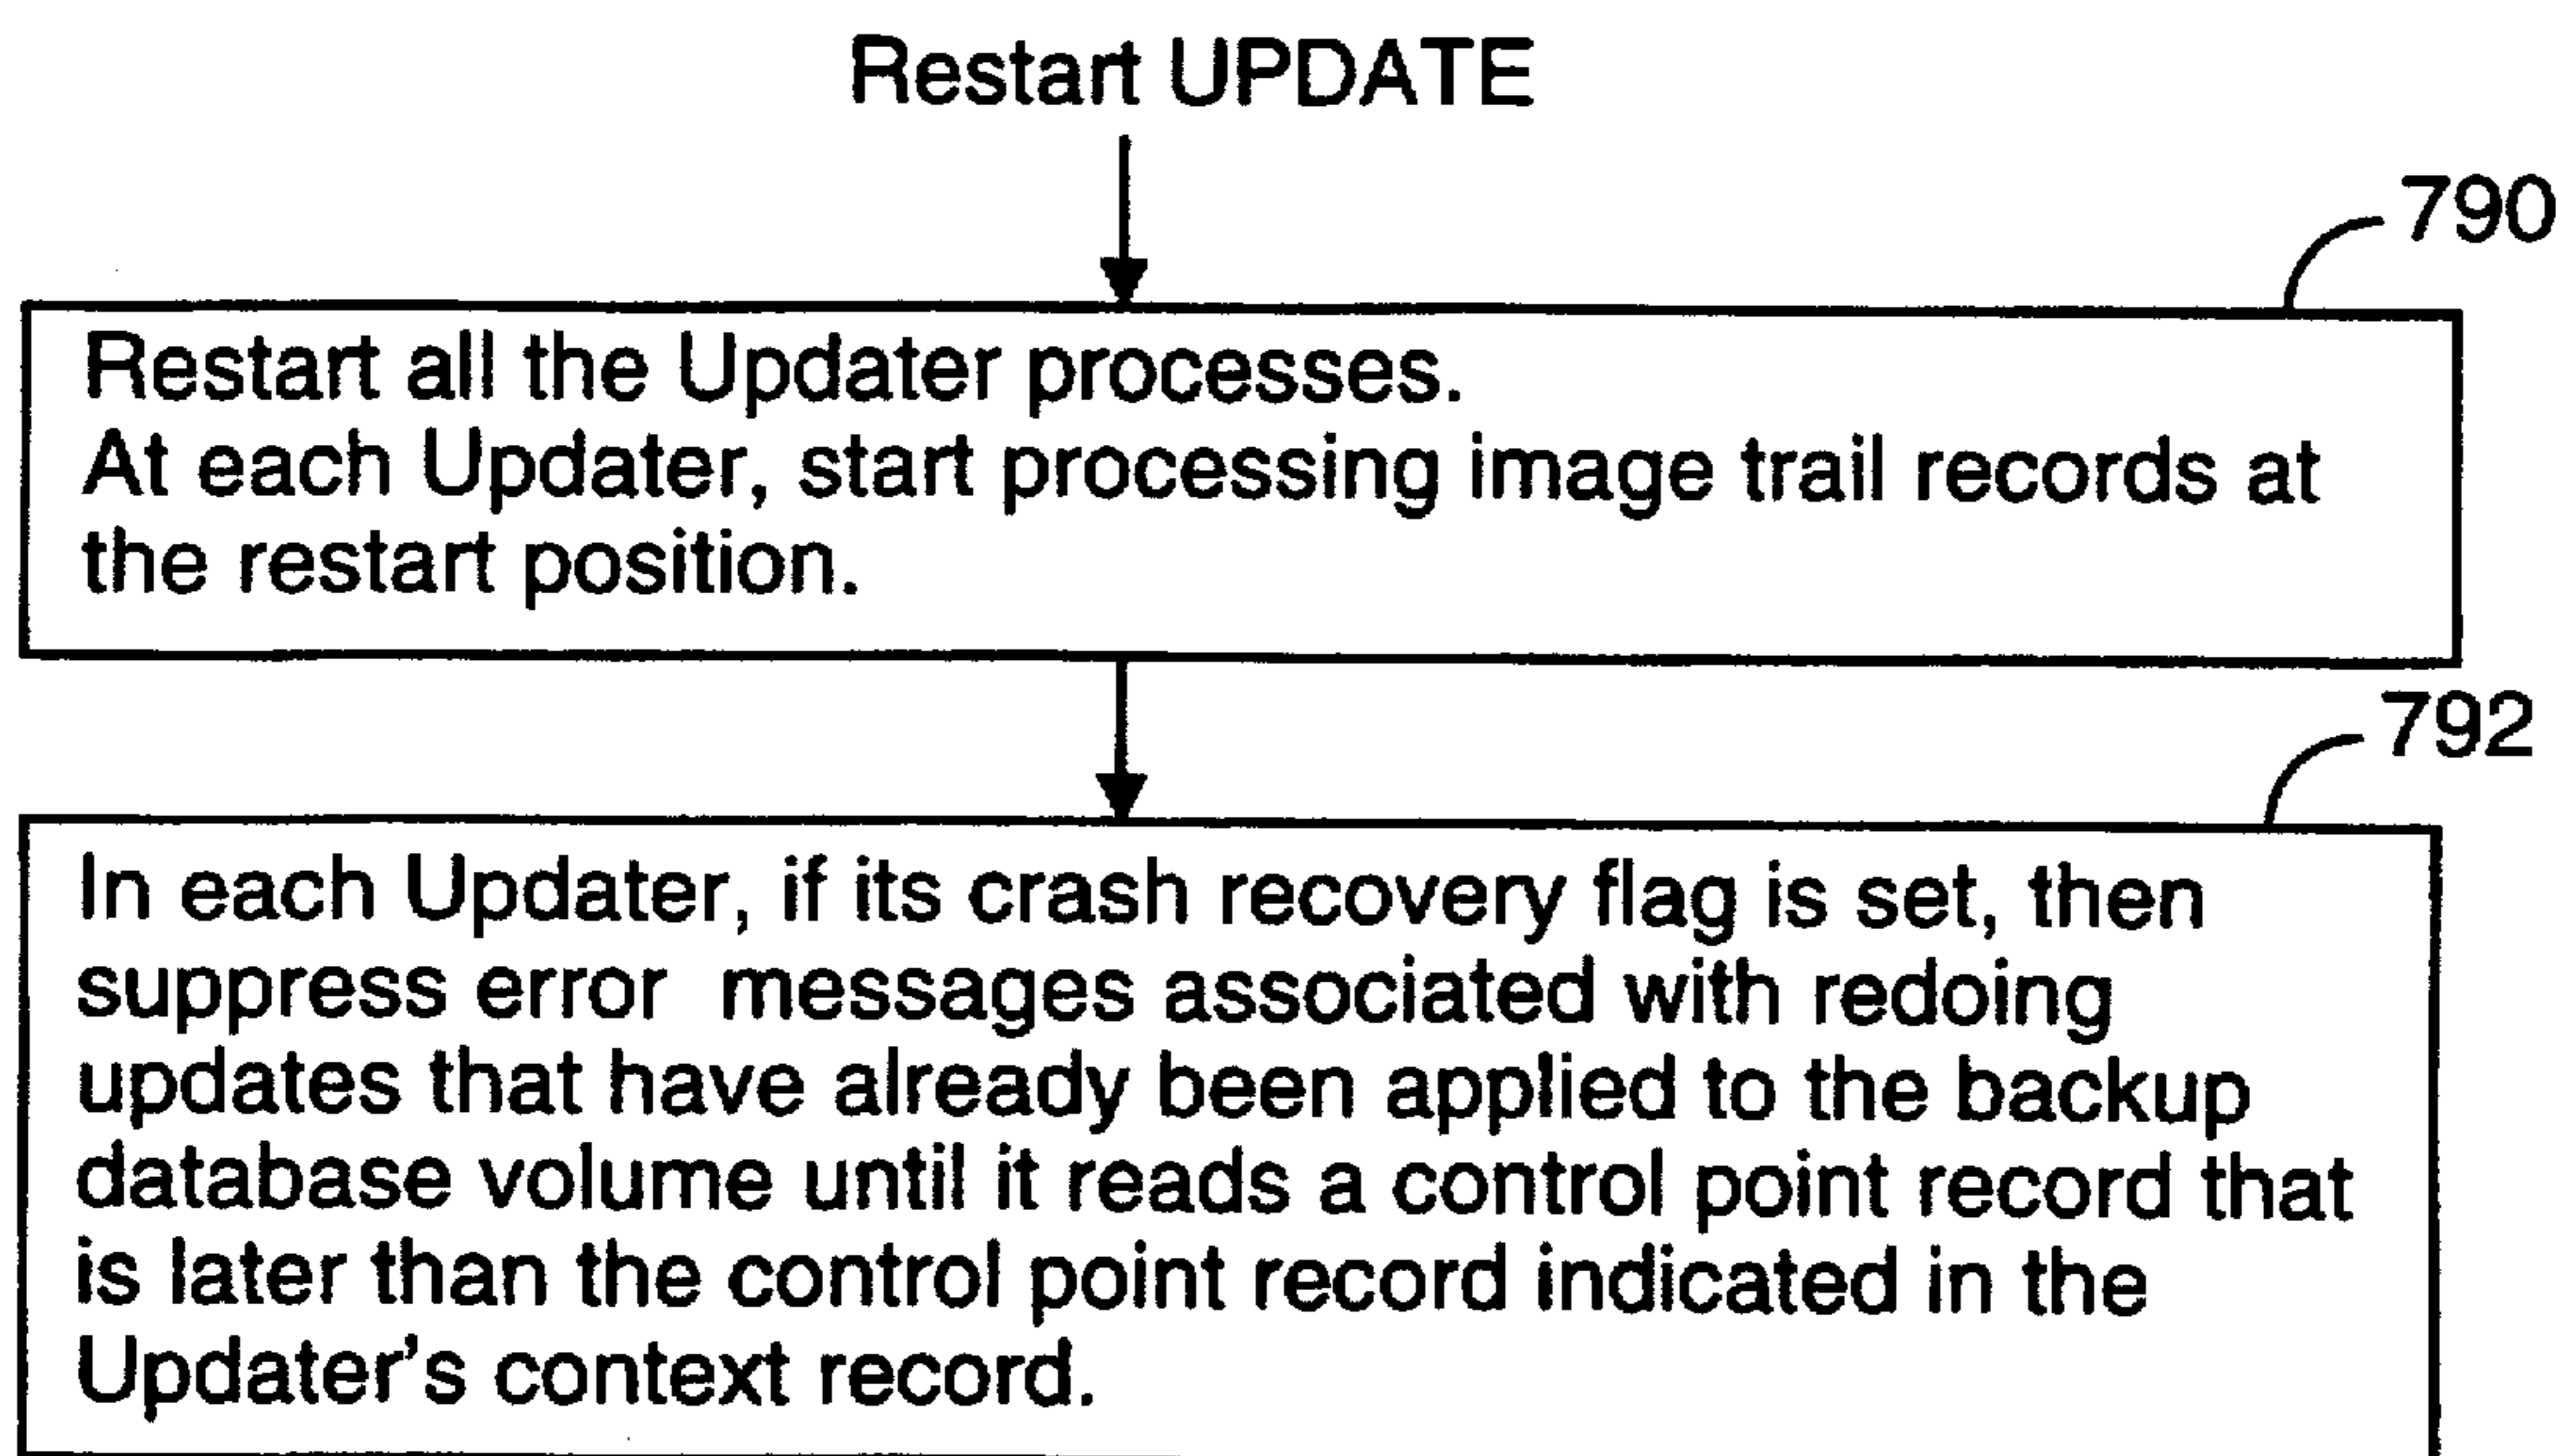 Restart UPDATE
790
Restart all the Updater processes.
At each Updater, start processing image trail records at
the restart position.
792
In each Updater, if its crash recovery flag is set, then
suppress error messages associated with redoing
updates that have already been applied to the backup
database volume until it reads a control point record that
is later than the control point record indicated in the
Updater's context record.